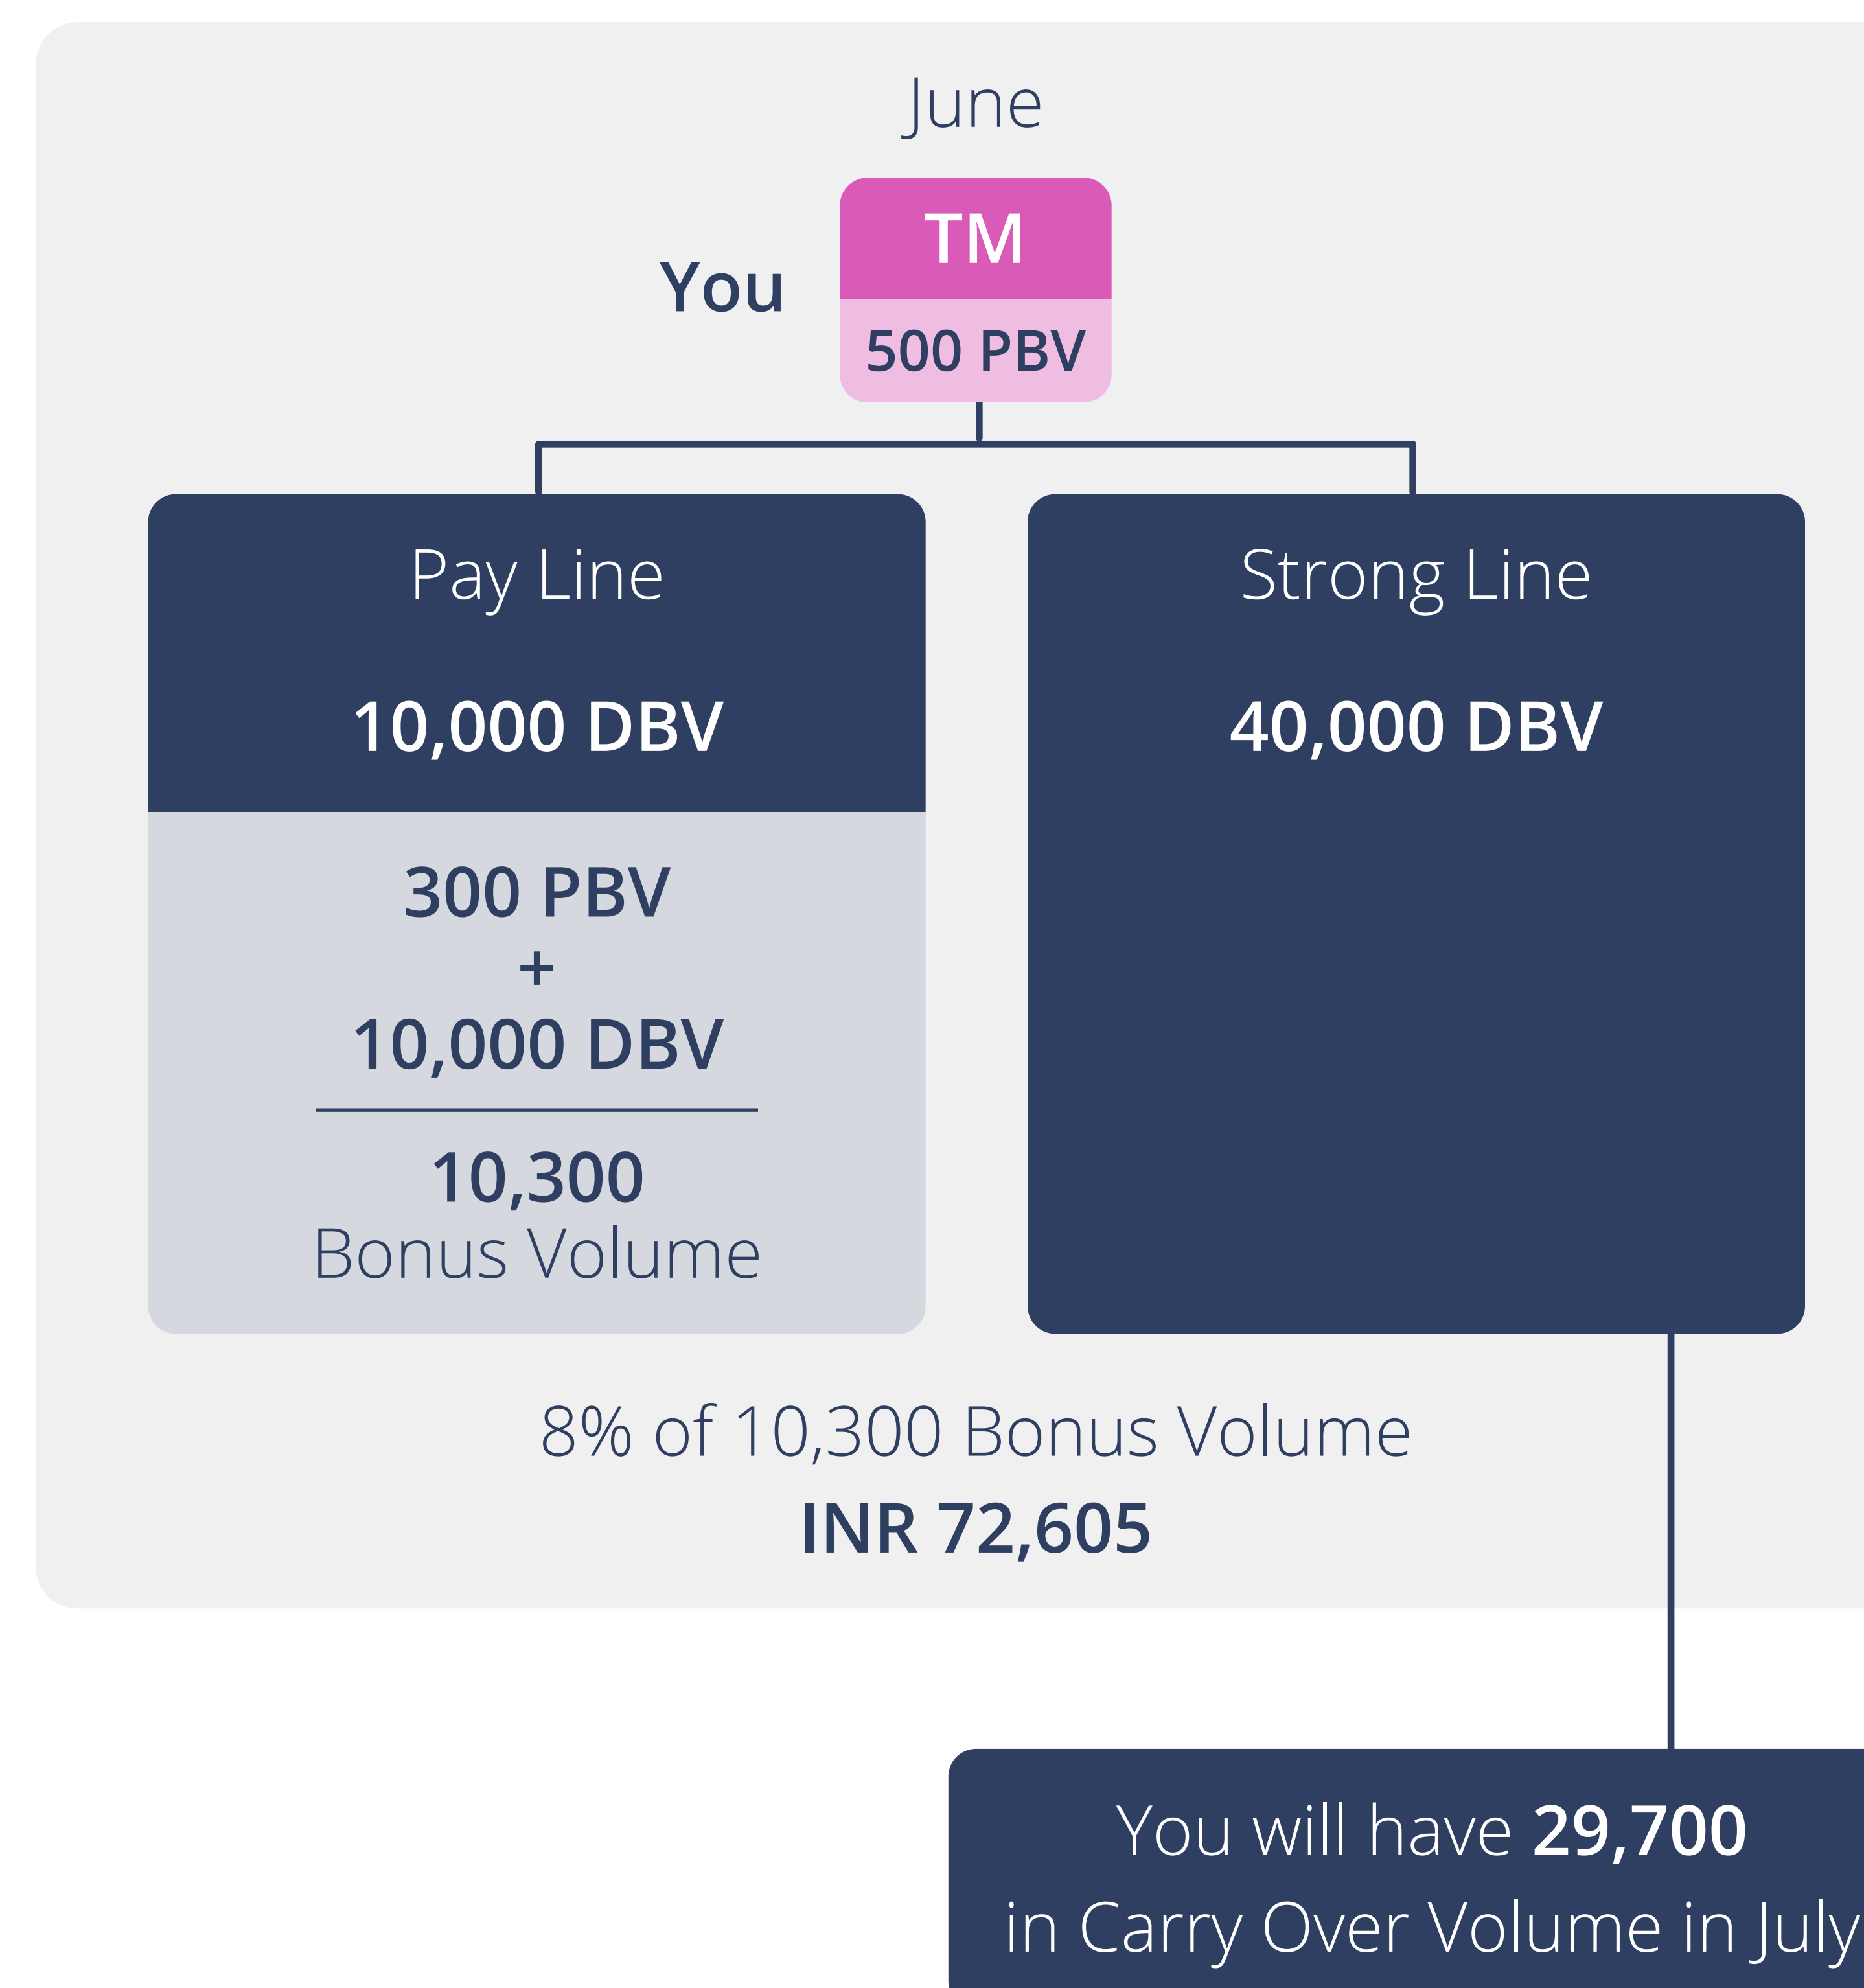 June
You
TM
500 PBV
Pay Line
10,000 DBV
300 PBV
+
10,000 DBV
10,300
Bonus Volume
Strong Line
40,000 DBV
8% of 10,300 Bonus Volume
INR 72,605
You will have 29,700
in Carry Over Volume in July